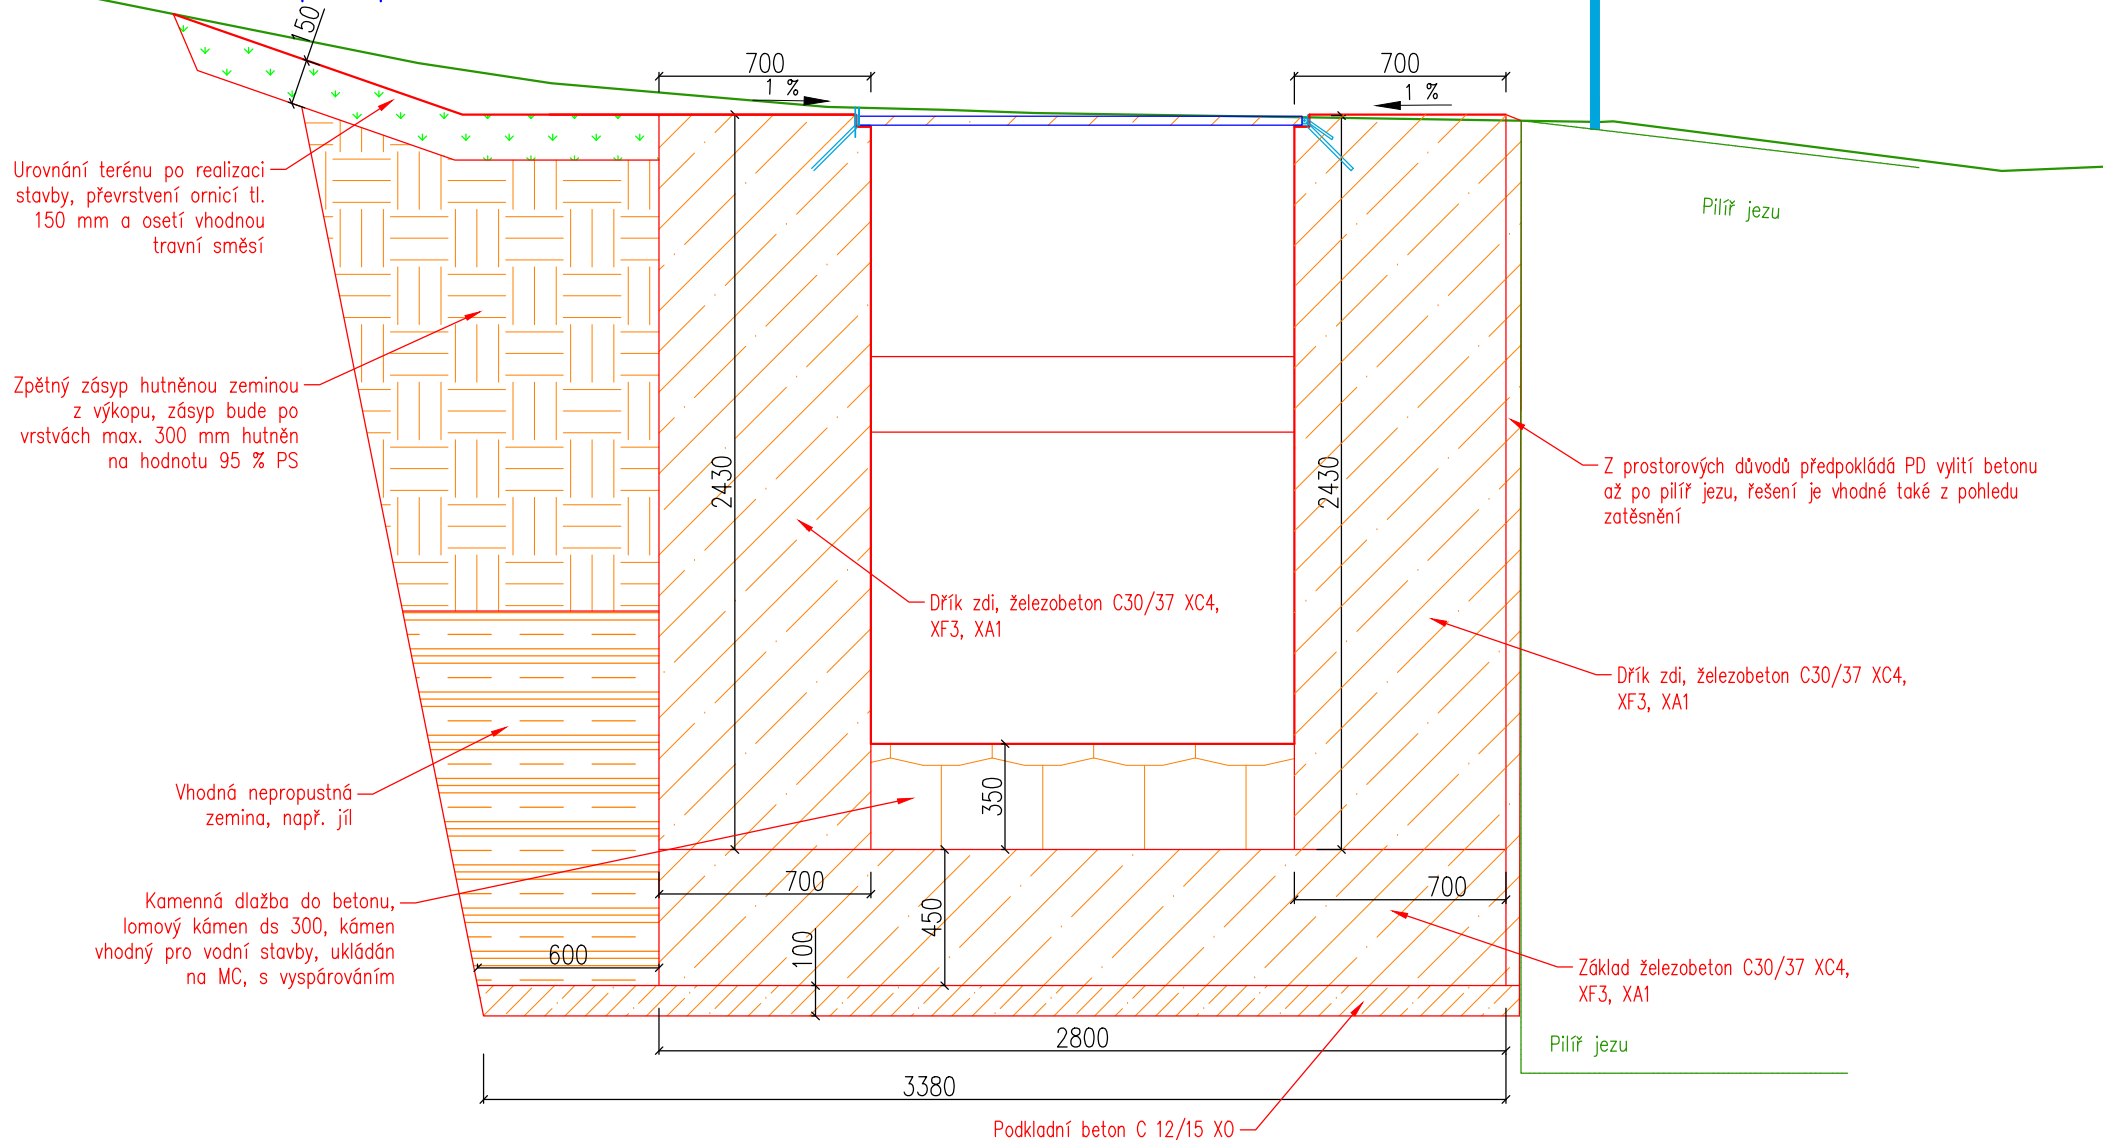 150
700
1 %
700
1 %
Urovnání terénu po realizaci
stavby, převrstvení ornicí tl.
150 mm a osetí vhodnou
travní směsí
Pilíř jezu
Zpětný zásyp hutněnou zeminou
z výkopu, zásyp bude po
vrstvách max. 300 mm hutněn
na hodnotu 95 % PS
2430
2430
Z prostorových důvodů předpokládá PD vylití betonu
až po pilíř jezu, řešení je vhodné také z pohledu
zatěsnění
Dřík zdi, železobeton C30/37 XC4,
XF3, XA1
Dřík zdi, železobeton C30/37 XC4,
XF3, XA1
Vhodná nepropustná
zemina, např. jíl
350
Kamenná dlažba do betonu,
lomový kámen ds 300, kámen
vhodný pro vodní stavby, ukládán
na MC, s vyspárováním
700
700
450
100
600
Základ železobeton C30/37 XC4,
XF3, XA1
2800
Pilíř jezu
3380
Podkladní beton C 12/15 X0